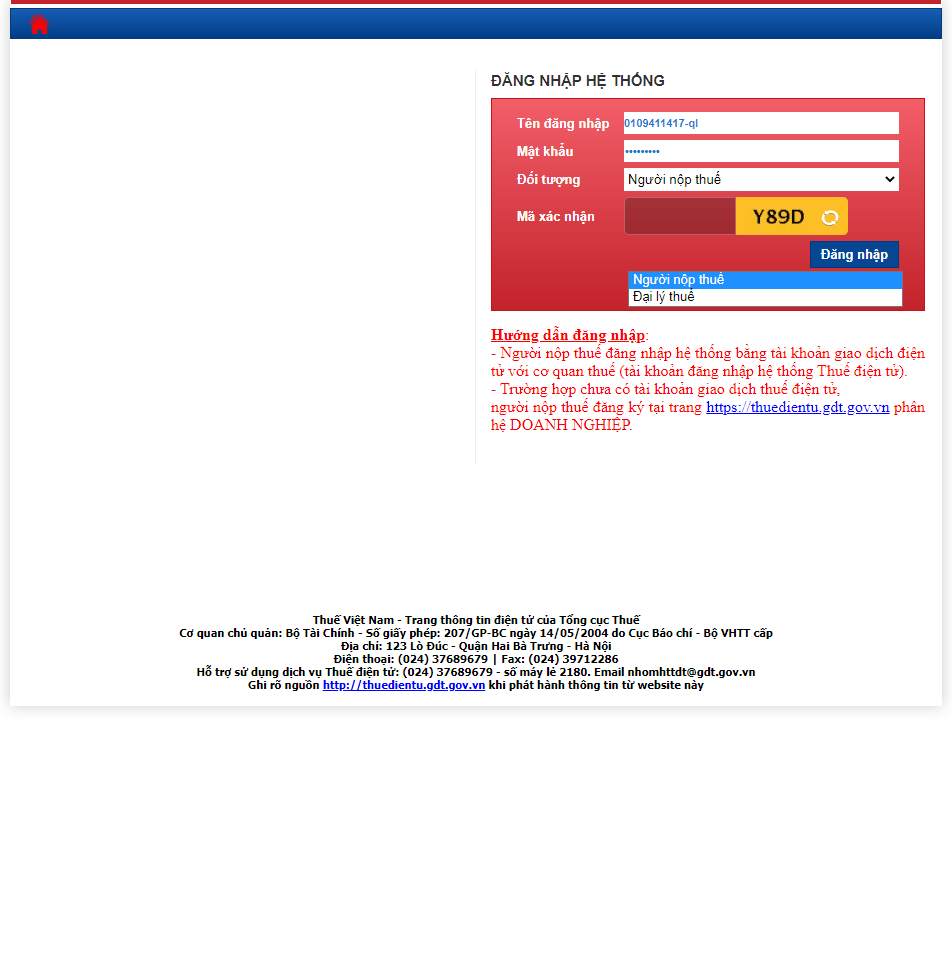 ĐĂNG NHẬP HỆ THỐNG
Tên đăng nhập 0109411417-ql
Mật khẩu •••••••••
Đối tượng Người nộp thuế
Mã xác nhận Y89D
Đăng nhập
Người nộp thuế
Đại lý thuế
Hướng dẫn đăng nhập:
- Người nộp thuế đăng nhập hệ thống bằng tài khoản giao dịch điện
tử với cơ quan thuế (tài khoản đăng nhập hệ thống Thuế điện tử).
- Trường hợp chưa có tài khoản giao dịch thuế điện tử,
người nộp thuế đăng ký tại trang https://thuedientu.gdt.gov.vn phân
hệ DOANH NGHIỆP.
Thuế Việt Nam - Trang thông tin điện tử của Tổng cục Thuế
Cơ quan chủ quản: Bộ Tài Chính - Số giấy phép: 207/GP-BC ngày 14/05/2004 do Cục Báo chí - Bộ VHTT cấp
Địa chỉ: 123 Lò Đúc - Quận Hai Bà Trưng - Hà Nội
Điện thoại: (024) 37689679 | Fax: (024) 39712286
Hỗ trợ sử dụng dịch vụ Thuế điện tử: (024) 37689679 - số máy lẻ 2180. Email nhomhttdt@gdt.gov.vn
Ghi rõ nguồn http://thuedientu.gdt.gov.vn khi phát hành thông tin từ website này